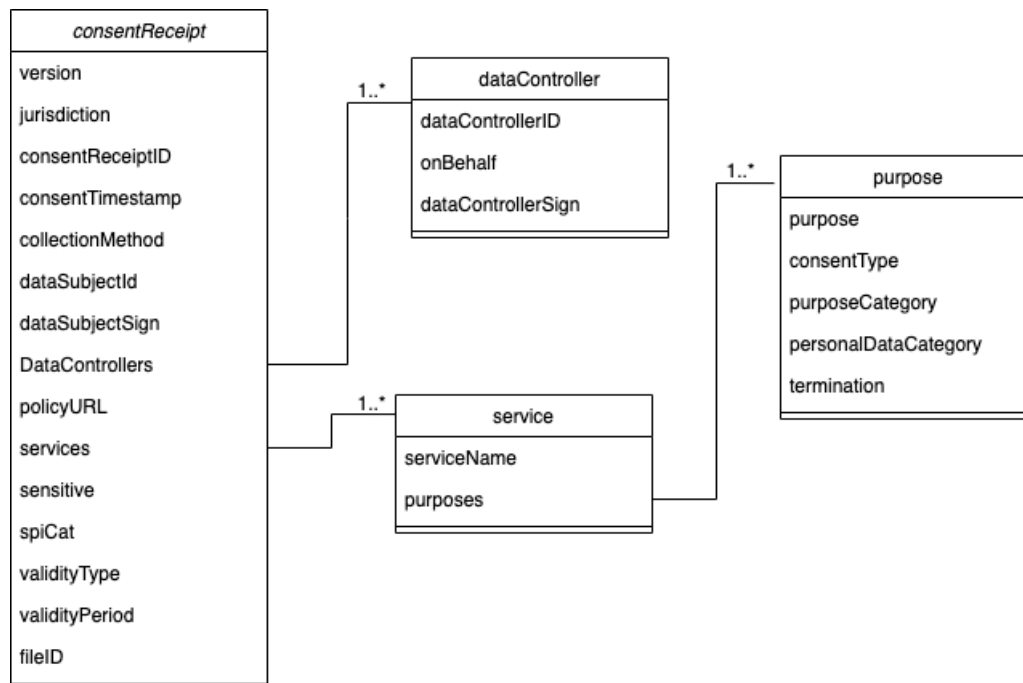 consentReceipt
version
jurisdiction
consentReceiptID
consentTimestamp
collectionMethod
dataSubjectId
dataSubjectSign
DataControllers
policyURL
services
sensitive
spiCat
validityType
validityPeriod
fileID
1..*
dataController
dataControllerID
onBehalf
dataControllerSign
1..*
service
serviceName
purposes
1..*
purpose
purpose
consentType
purposeCategory
personalDataCategory
termination